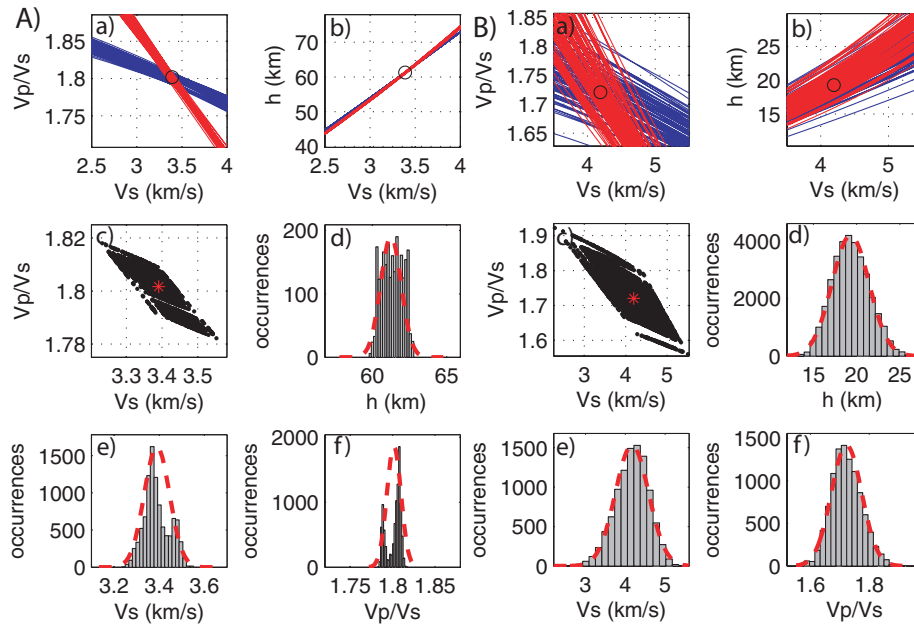 A)
a)
Vp/Vs
1.85
1.8
1.75
2.5
3
3.5
4
Vs (km/s)
b)
h (km)
70
60
50
40
2.5
3
3.5
4
Vs (km/s)
B)
a)
Vp/Vs
1.85
1.8
1.75
1.7
1.65
4
5
Vs (km/s)
b)
h (km)
30
25
20
15
4
5
Vs (km/s)
c)
Vp/Vs
1.82
1.8
1.78
3.3
3.4
3.5
Vs (km/s)
d)
occurrences
200
100
0
60
65
h (km)
c)
Vp/Vs
1.9
1.8
1.7
1.6
3
4
5
Vs (km/s)
d)
occurrences
4000
2000
0
15
20
25
h (km)
e)
occurrences
1500
1000
500
0
3.2
3.4
3.6
Vs (km/s)
f)
occurrences
2000
1500
1000
500
0
1.75
1.80
1.85
Vp/Vs
e)
occurrences
1500
1000
500
0
3
4
5
Vs (km/s)
f)
occurrences
1500
1000
500
0
1.6
1.8
Vp/Vs